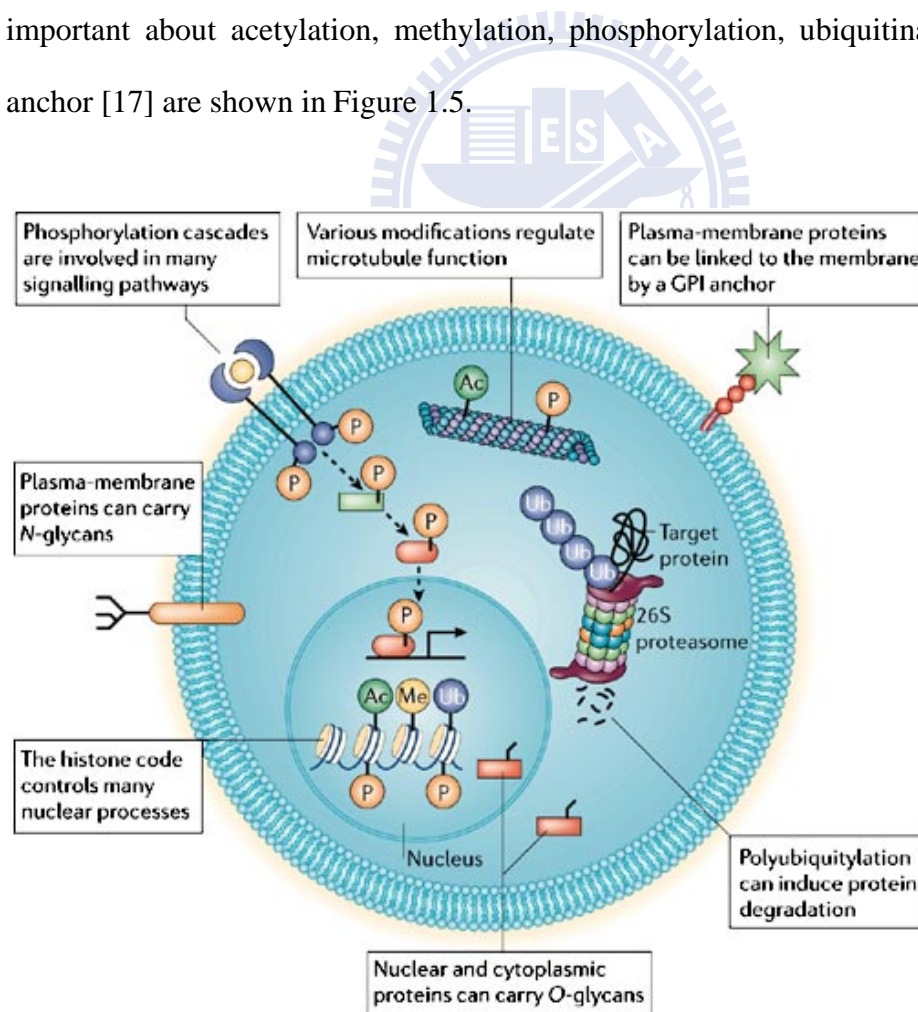 important about acetylation, methylation, phosphorylation,
anchor [17] are shown in Figure 1.5.
E S A
Phosphorylation cascades
are involved in many
signalling pathways
Various modifications regulate
microtubule function
Plasma-membrane proteins
can be linked to the membrane
by a GPI anchor
Ac
P
P
P
P
Plasma-membrane
proteins can carry
N-glycans
P
Ub
Ub
Ub
Ub
Target
protein
26S
proteasome
P
Ac Me Ub
P P
The histone code
controls many
nuclear processes
Nucleus
Polyubiquitylation
can induce protein
degradation
Nuclear and cytoplasmic
proteins can carry O-glycans